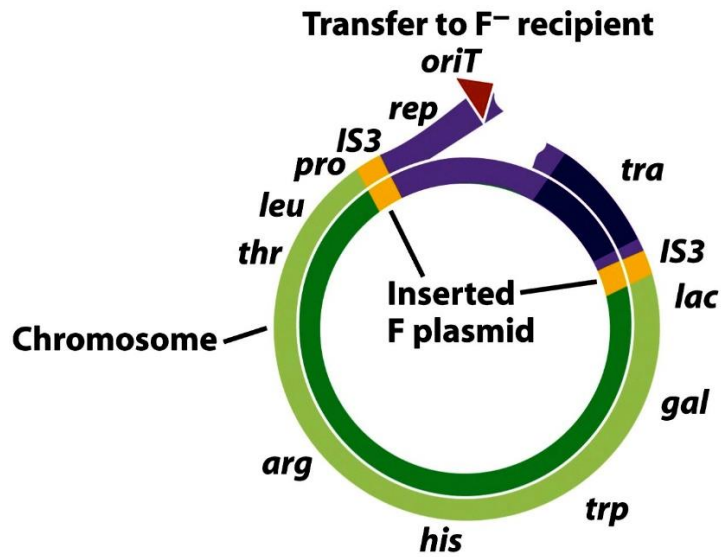 Transfer to F– recipient
oriT
rep
IS3
pro
leu
thr
tra
IS3
lac
Inserted
F plasmid
Chromosome
gal
arg
trp
his